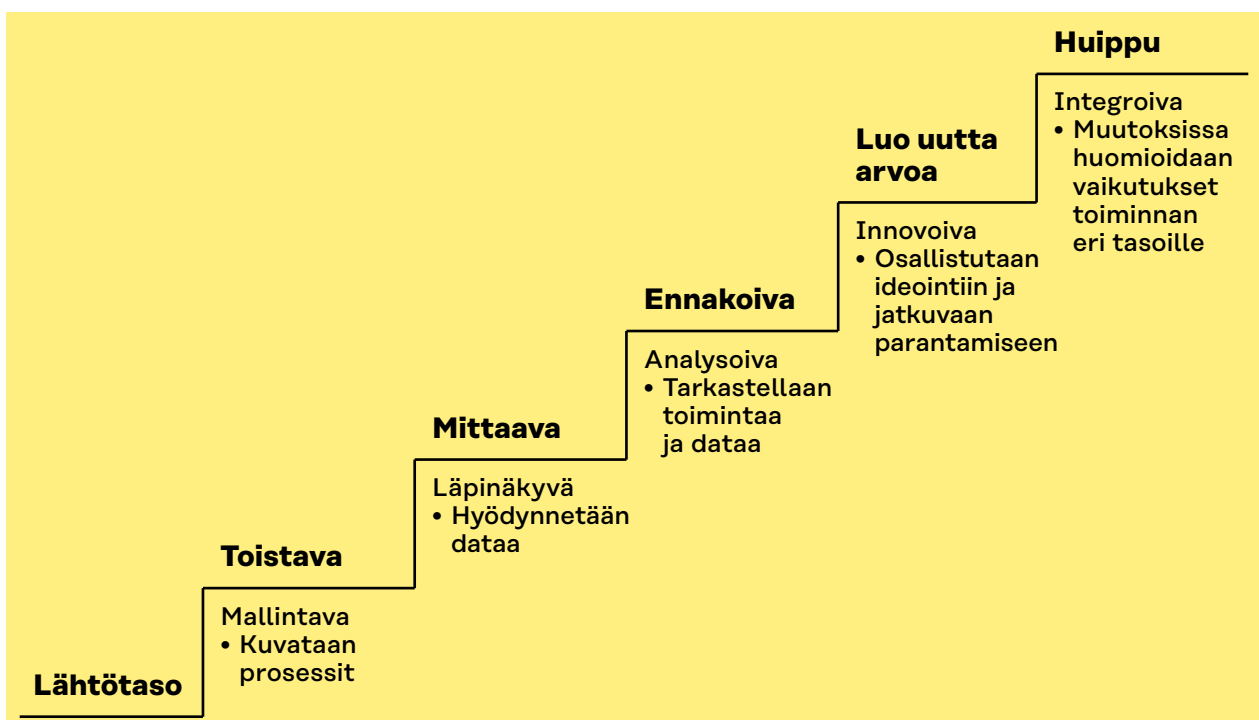 Huippu
Integroiva
• Muutoksissa
huomioidaan
vaikutukset
toiminnan
eri tasoille
Luo uutta
arvoa
Innovoiva
• Osallistutaan
ideointiin ja
jatkuvaan
parantamiseen
Ennakoiva
Analysoiva
• Tarkastellaan
toimintaa
ja dataa
Mittaava
Läpinäkyvä
• Hyödynnetään
dataa
Toistava
Mallintava
• Kuvataan
prosessit
Lähtötaso